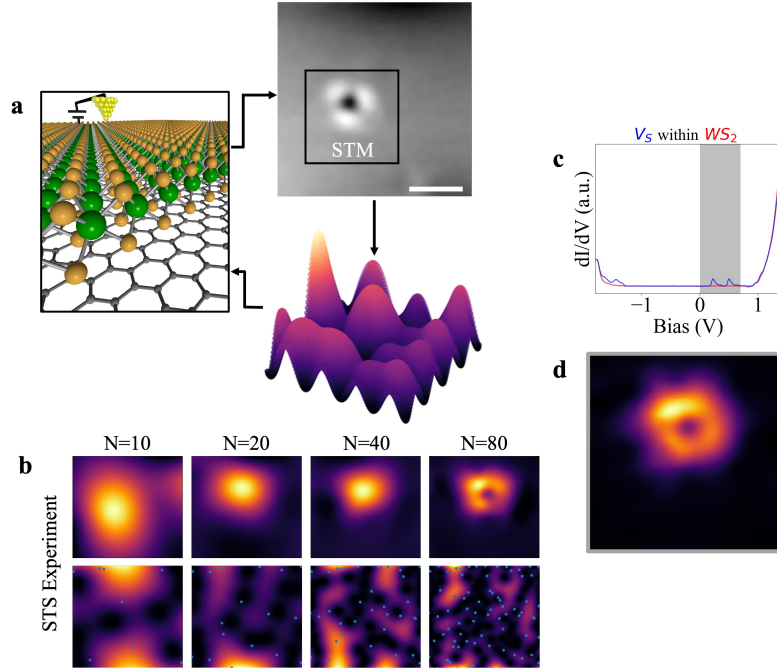 a
STM
c
V_S within WS_2
dI/dV (a.u.)
−1
0
1
Bias (V)
d
b
N=10
N=20
N=40
N=80
STS Experiment